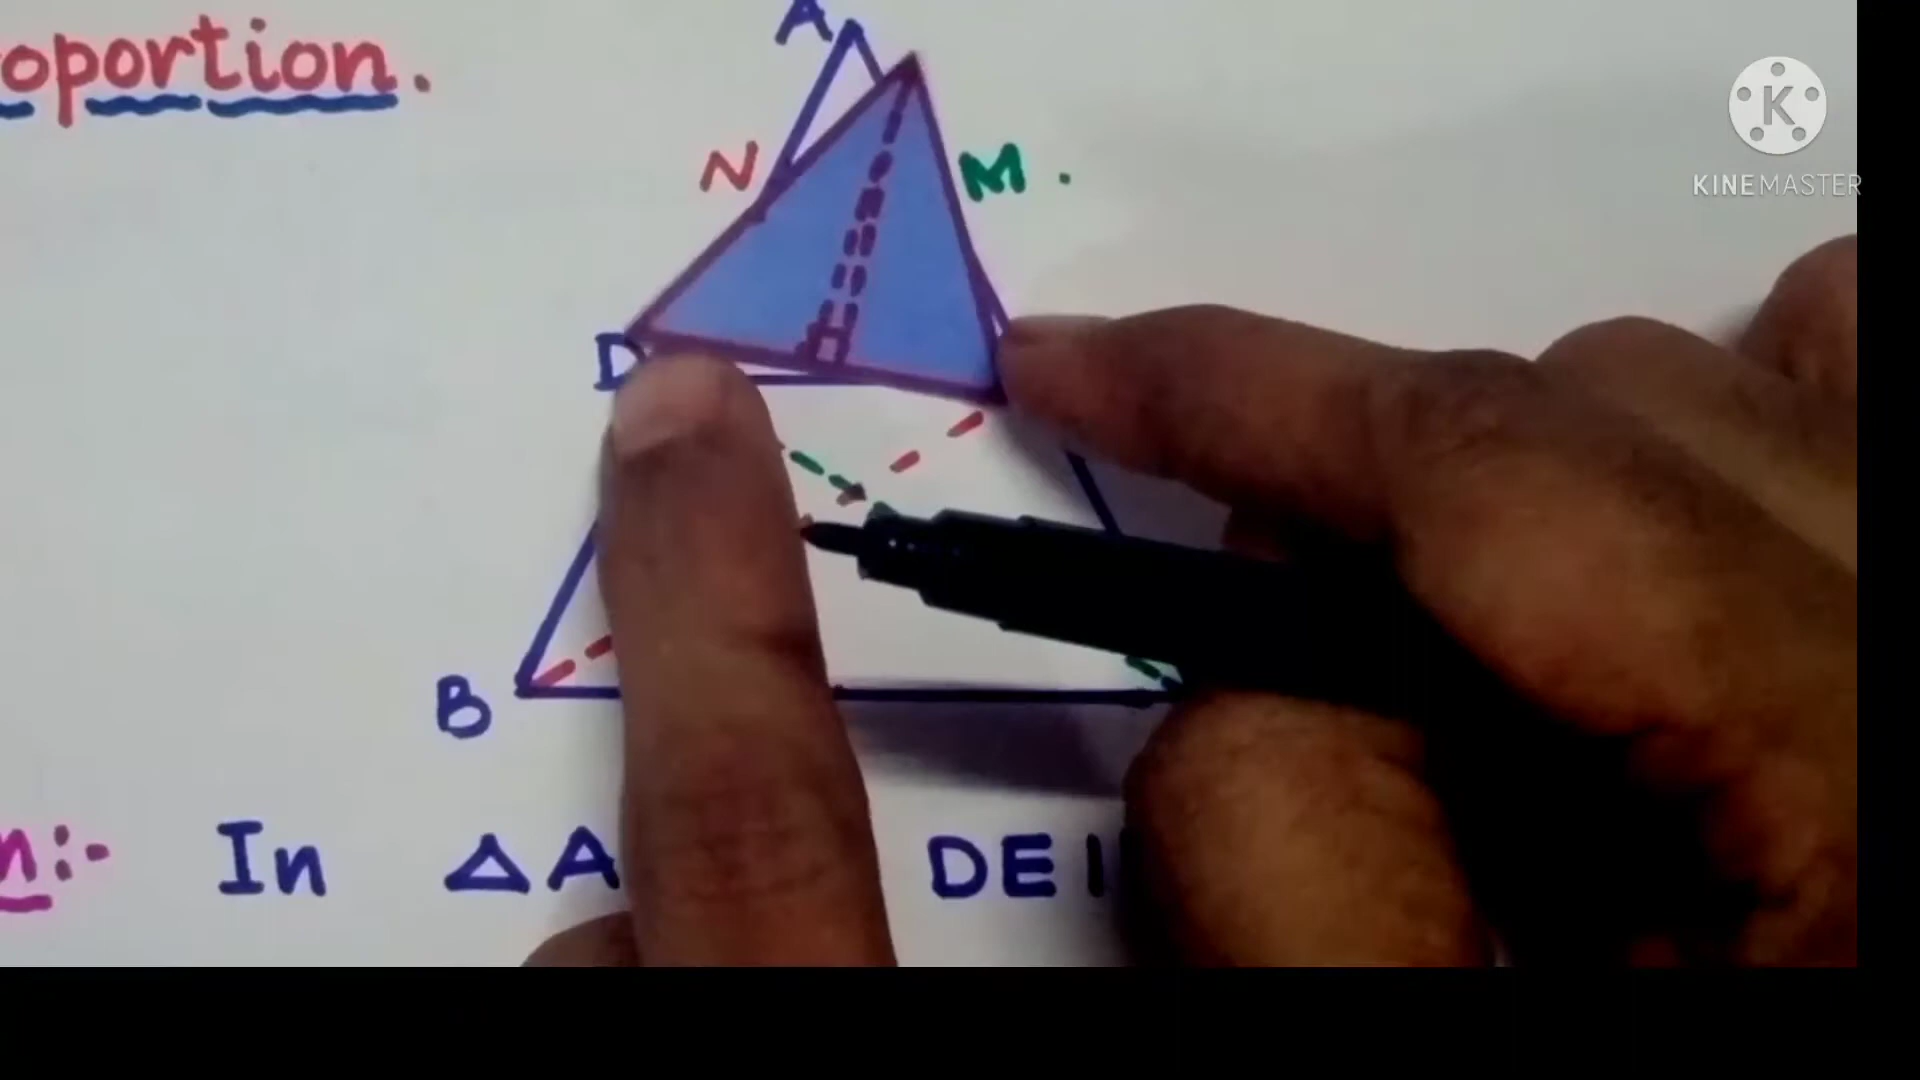 oportion.
A
N M.
K
KINEMASTER
D
B
n:- In ΔA DE